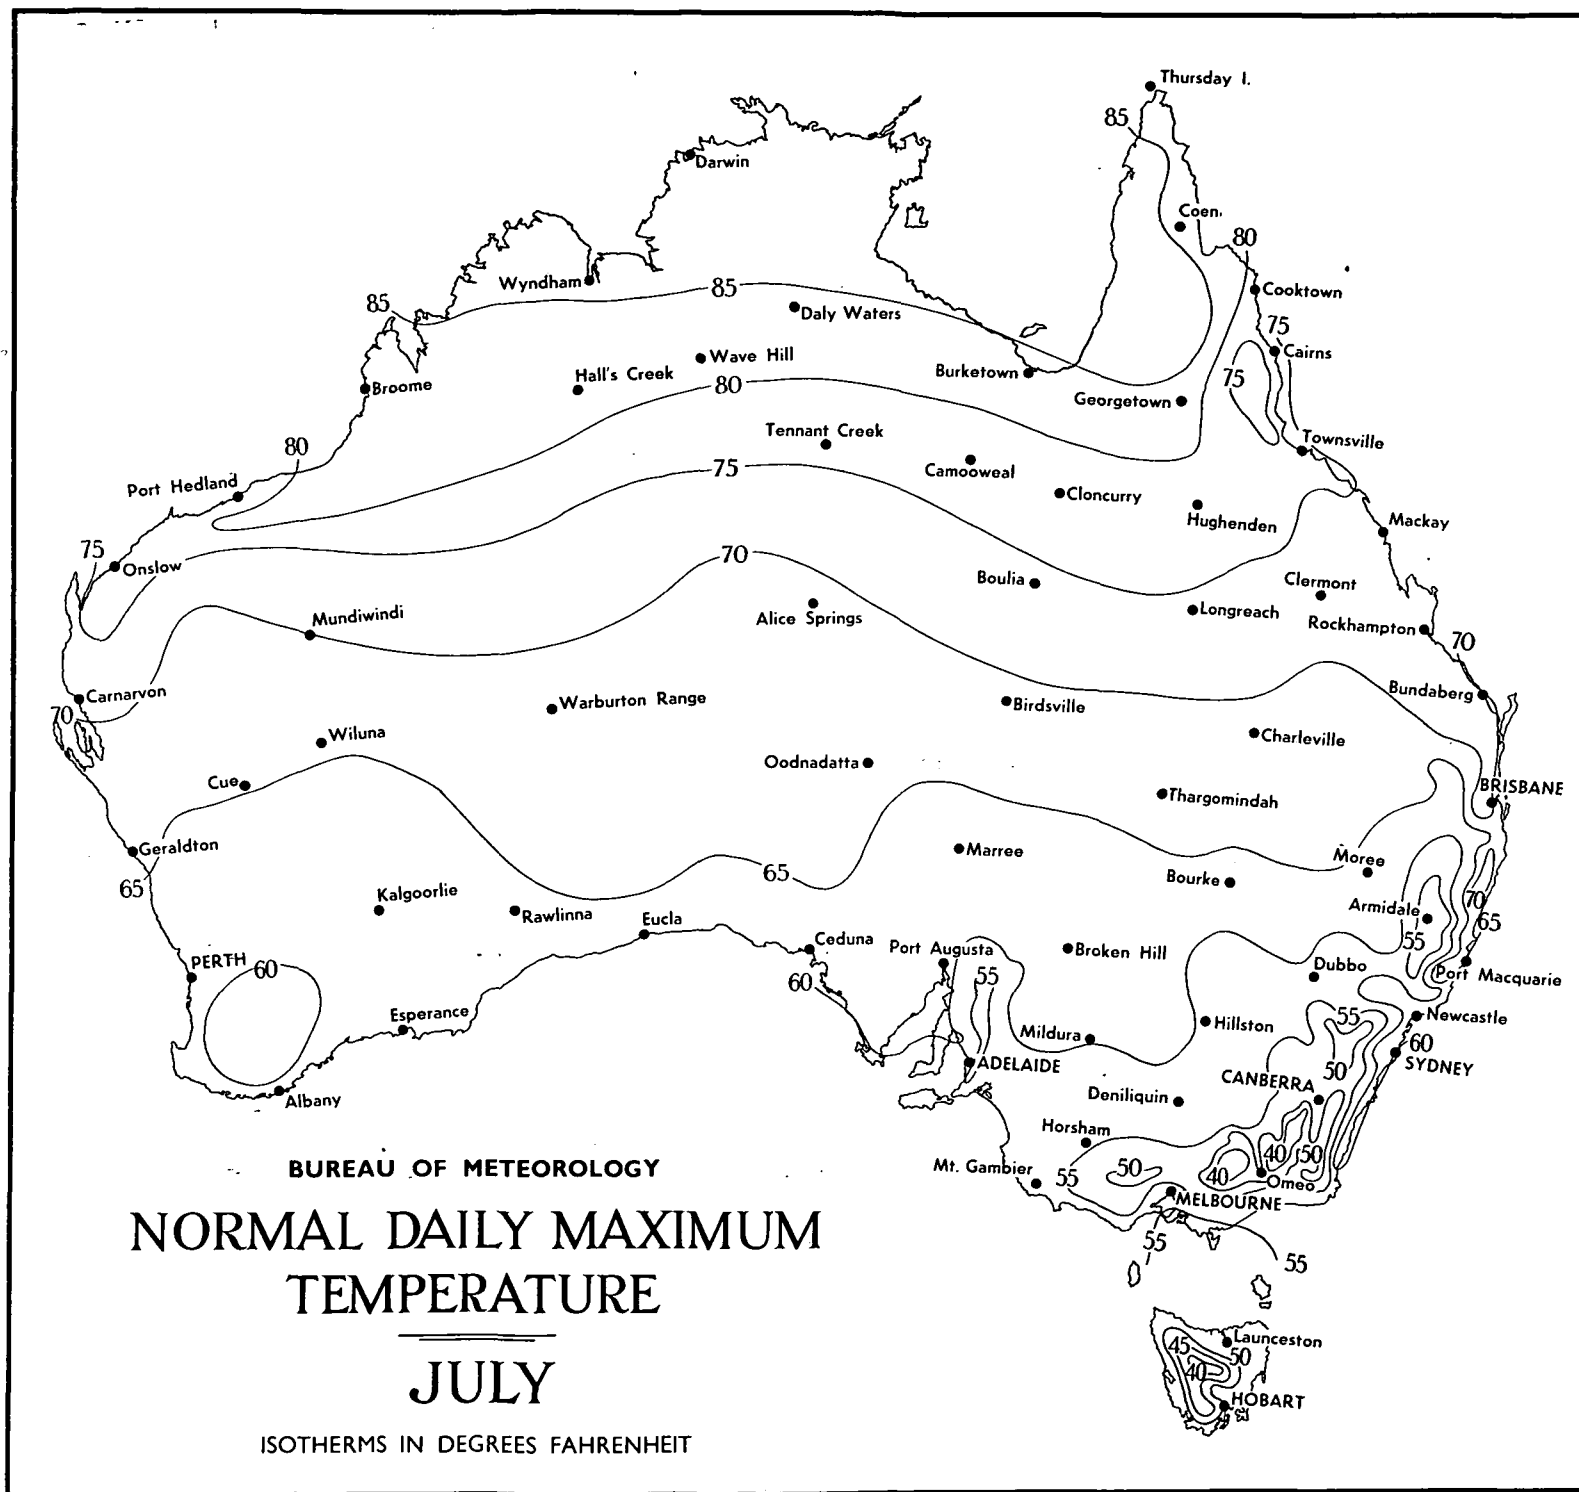 Thursday I.
85
Darwin
Coen.
80
Wyndham
85
85
Daly Waters
Cooktown
75
Cairns
Wave Hill
Hall's Creek
Broome
80
Burketown
75
Georgetown
Tennant Creek
Townsville
80
75
Camooweal
Port Hedland
Cloncurry
Hughenden
Mackay
75
Onslow
70
Boulia
Clermont
Mundiwindi
Alice Springs
Longreach
Rockhampton
70
Carnarvon
70
Warburton Range
Birdsville
Bundaberg
Wiluna
Charleville
Oodnadatta
Cue
Thargomindah
BRISBANE
Geraldton
65
65
Marree
Moree
Bourke
Kalgoorlie
Rawlinna
Eucla
Armidale
70
65
55
Ceduna
Port Augusta
Broken Hill
PERTH
60
60
55
Dubbo
Port Macquarie
Esperance
Mildura
Hillston
55
Newcastle
60
SYDNEY
ADELAIDE
50
CANBERRA
Albany
Deniliquin
Horsham
Mt. Gambier
55
50
40
40
50
Omeo
MELBOURNE
55
55
Launceston
45
50
40
HOBART
BUREAU OF METEOROLOGY
NORMAL DAILY MAXIMUM
TEMPERATURE
JULY
ISOTHERMS IN DEGREES FAHRENHEIT